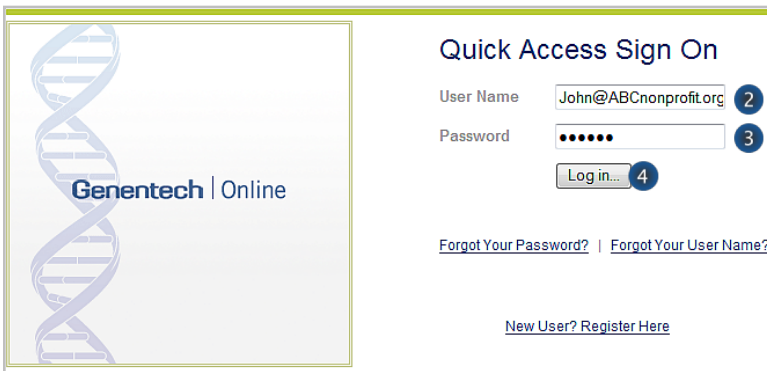 Quick Access Sign On
User Name John@ABCnonprofit.org 2
Password •••••• 3
Genentech | Online
Log in... 4
Forgot Your Password? | Forgot Your User Name?
New User? Register Here